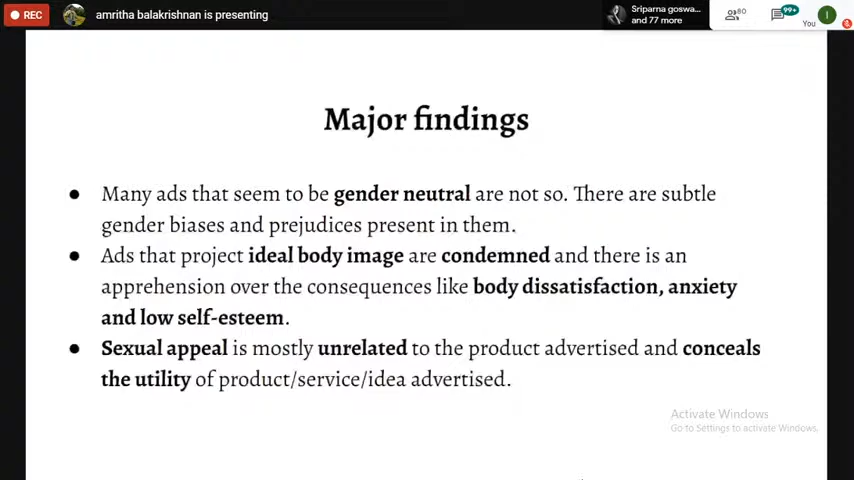 REC
amritha balakrishnan is presenting
Sriparna goswa...
and 77 more
80
99+
You
I
Major findings
● Many ads that seem to be gender neutral are not so. There are subtle
gender biases and prejudices present in them.
● Ads that project ideal body image are condemned and there is an
apprehension over the consequences like body dissatisfaction, anxiety
and low self-esteem.
● Sexual appeal is mostly unrelated to the product advertised and conceals
the utility of product/service/idea advertised.
Activate Windows
Go to Settings to activate Windows.